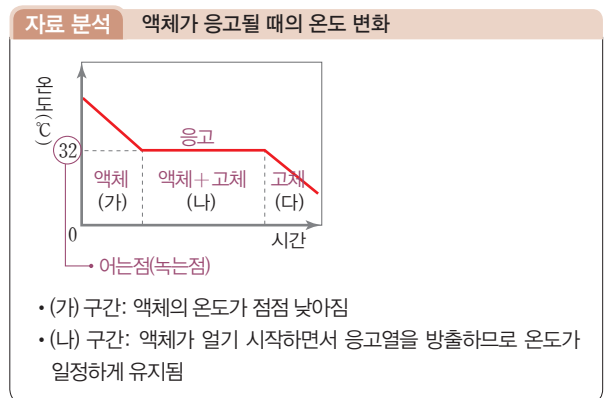 자료 분석 액체가 응고될 때의 온도 변화
온도(℃)
응고
32
액체 액체+고체 고체
(가) (나) (다)
0
시간
어는점(녹는점)
• (가) 구간: 액체의 온도가 점점 낮아짐
• (나) 구간: 액체가 얼기 시작하면서 응고열을 방출하므로 온도가
일정하게 유지됨